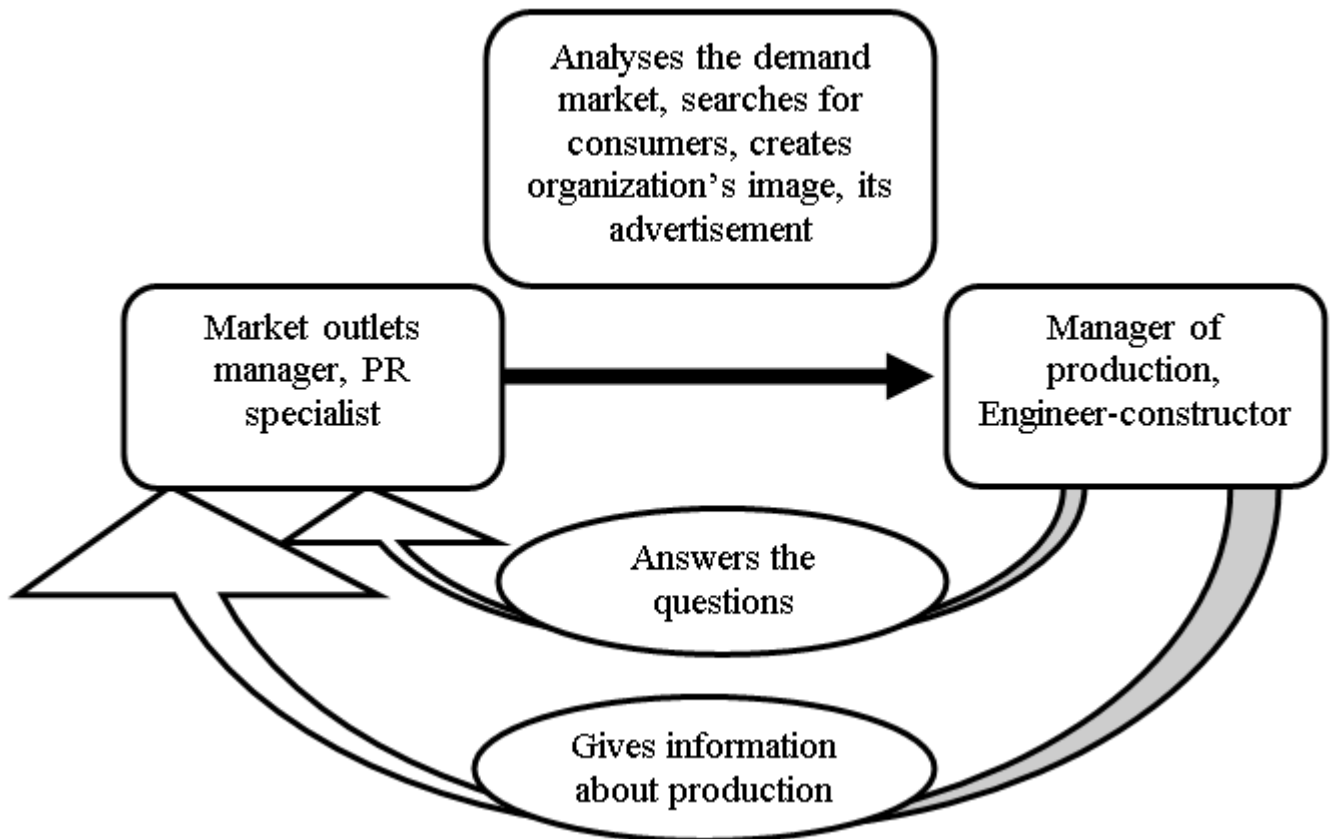 Analyses the demand
market, searches for
consumers, creates
organization’s image, its
advertisement
Market outlets
manager, PR
specialist
Manager of
production,
Engineer-constructor
Answers the
questions
Gives information
about production